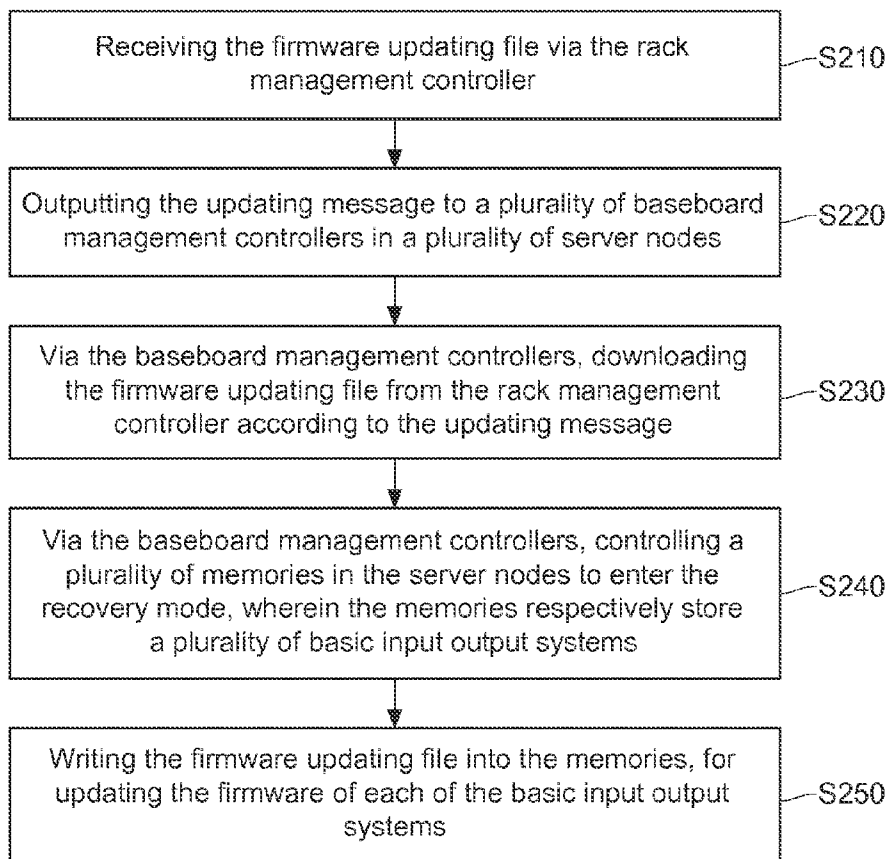 Receiving the firmware updating file via the rack
management controller
S210
Outputting the updating message to a plurality of baseboard
management controllers in a plurality of server nodes
S220
Via the baseboard management controllers, downloading
the firmware updating file from the rack management
controller according to the updating message
S230
Via the baseboard management controllers, controlling a
plurality of memories in the server nodes to enter the
recovery mode, wherein the memories respectively store
a plurality of basic input output systems
S240
Writing the firmware updating file into the memories, for
updating the firmware of each of the basic input output
systems
S250